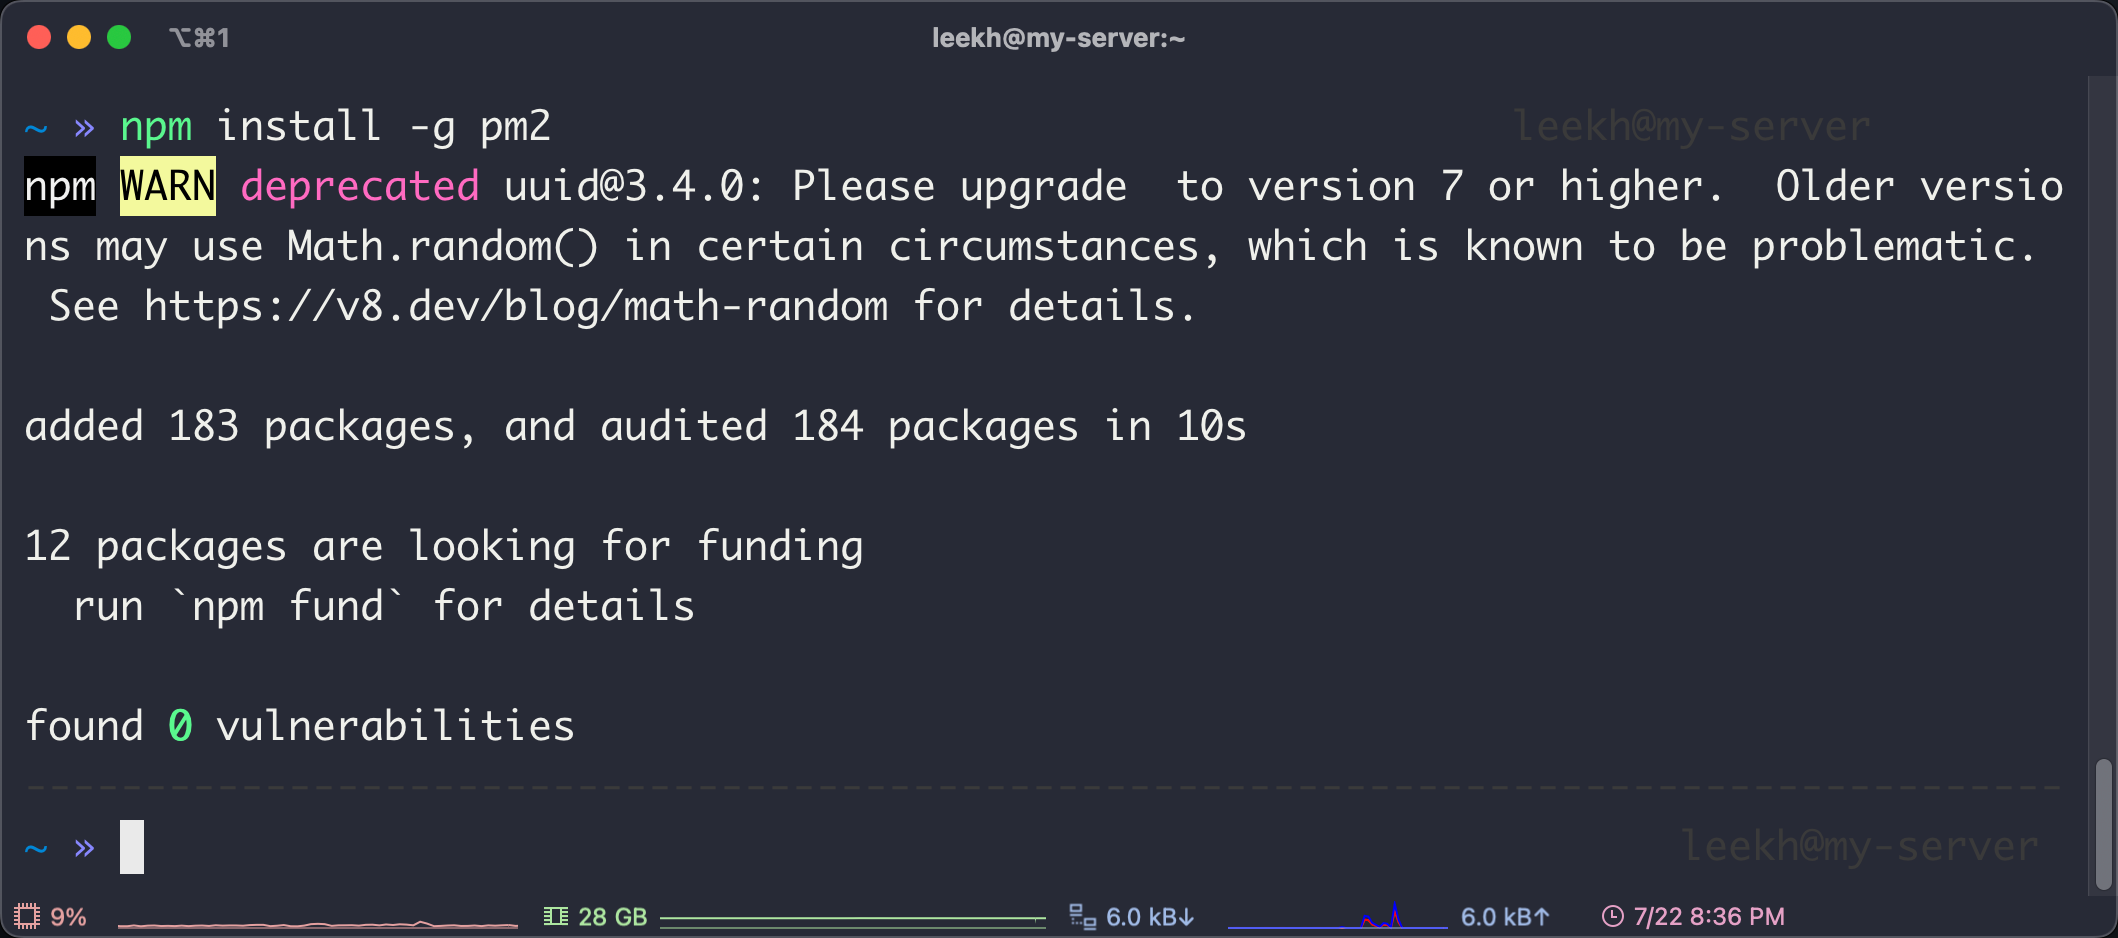 ⌥⌘1
leekh@my-server:~
~ » npm install -g pm2 leekh@my-server
npm WARN deprecated uuid@3.4.0: Please upgrade  to version 7 or higher.  Older versio
ns may use Math.random() in certain circumstances, which is known to be problematic.
 See https://v8.dev/blog/math-random for details.
added 183 packages, and audited 184 packages in 10s
12 packages are looking for funding
  run `npm fund` for details
found 0 vulnerabilities
~ » leekh@my-server
9% 28 GB 6.0 kB↓ 6.0 kB↑ 7/22 8:36 PM